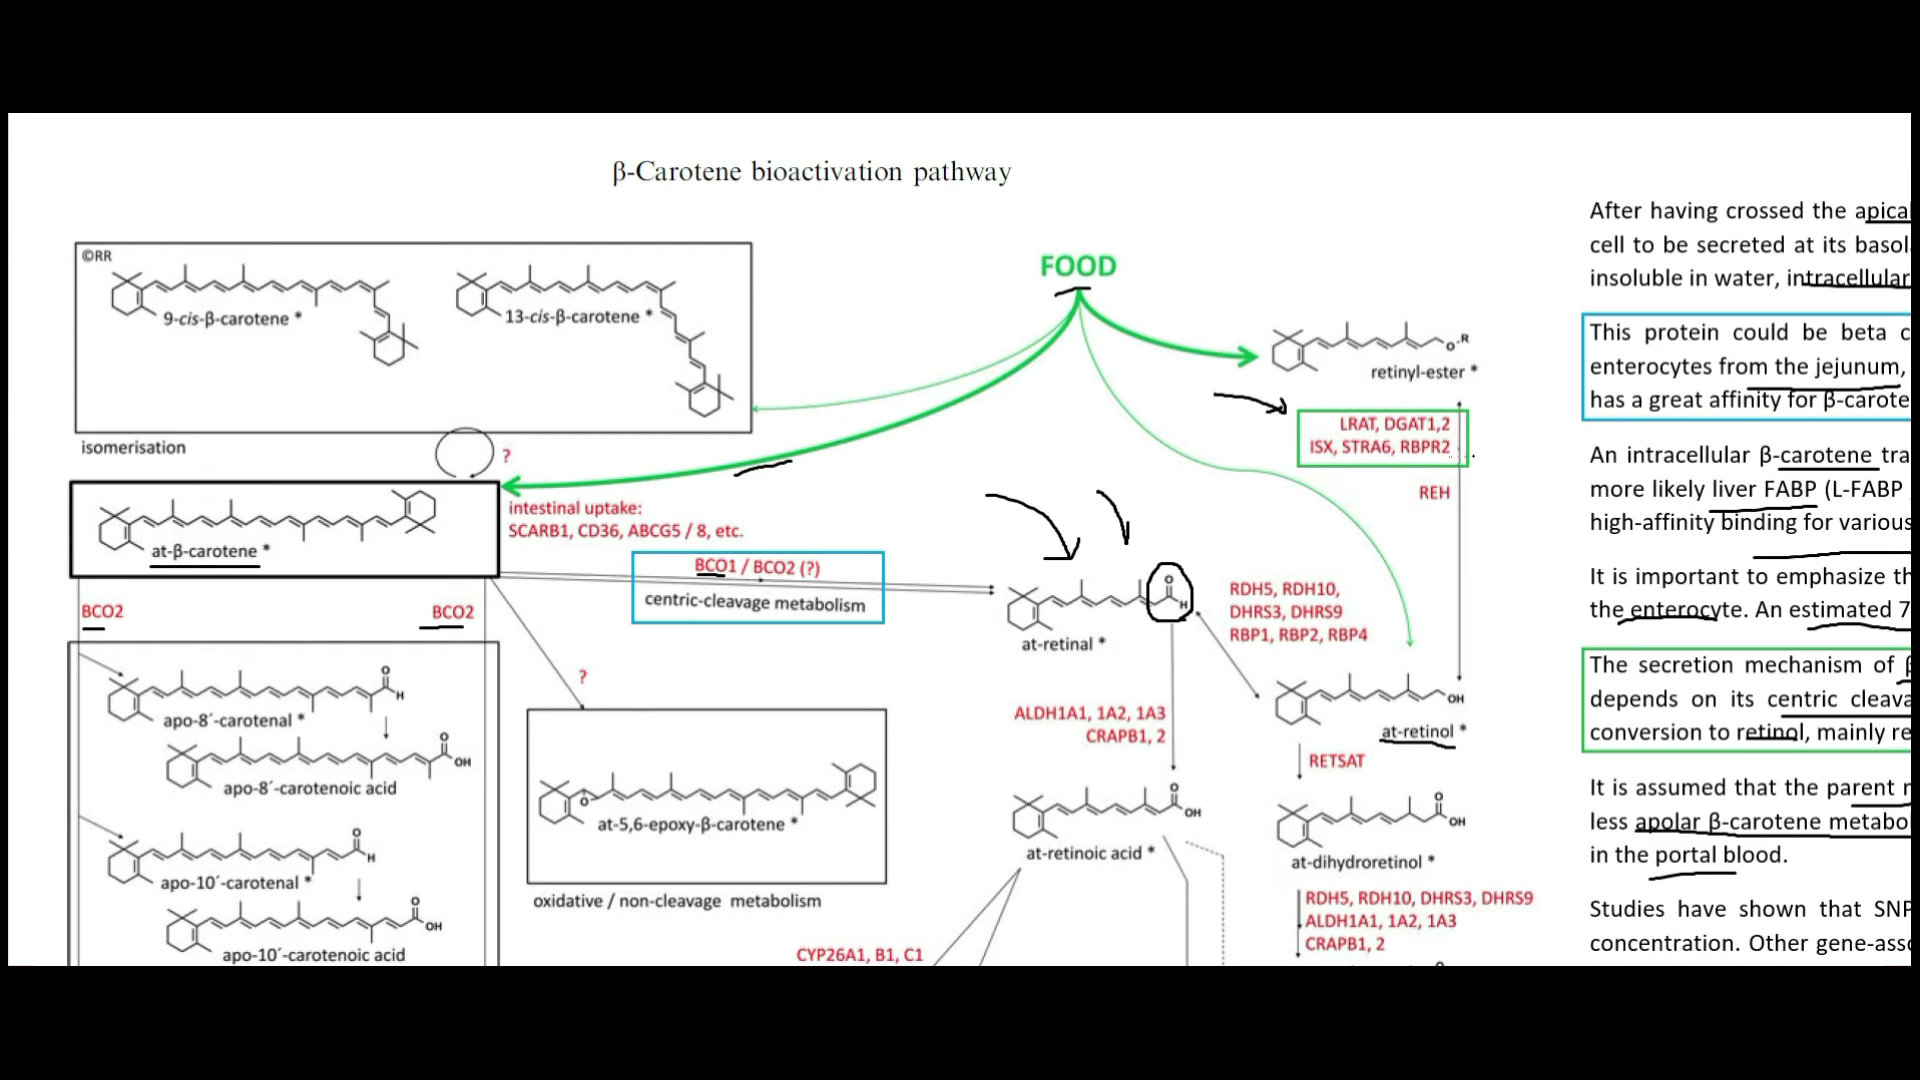 β-Carotene bioactivation pathway
©RR
9-cis-β-carotene *
13-cis-β-carotene *
isomerisation
?
FOOD
O-R
retinyl-ester *
LRAT, DGAT1,2
ISX, STRA6, RBPR2
REH
at-β-carotene *
intestinal uptake:
SCARB1, CD36, ABCG5 / 8, etc.
BCO1 / BCO2 (?)
centric-cleavage metabolism
BCO2
BCO2
O
H
at-retinal *
RDH5, RDH10,
DHRS3, DHRS9
RBP1, RBP2, RBP4
?
O
H
apo-8´-carotenal *
O
OH
apo-8´-carotenoic acid
O
H
apo-10´-carotenal *
O
OH
apo-10´-carotenoic acid
O
at-5,6-epoxy-β-carotene *
oxidative / non-cleavage metabolism
ALDH1A1, 1A2, 1A3
CRAPB1, 2
OH
at-retinol *
RETSAT
O
OH
at-retinoic acid *
O
OH
at-dihydroretinol *
RDH5, RDH10, DHRS3, DHRS9
ALDH1A1, 1A2, 1A3
CRAPB1, 2
CYP26A1, B1, C1
After having crossed the apical
cell to be secreted at its basol
insoluble in water, intracellular
This protein could be beta c
enterocytes from the jejunum,
has a great affinity for β-carote
An intracellular β-carotene tra
more likely liver FABP (L-FABP
high-affinity binding for various
It is important to emphasize th
the enterocyte. An estimated 7
The secretion mechanism of β
depends on its centric cleava
conversion to retinol, mainly re
It is assumed that the parent m
less apolar β-carotene metabo
in the portal blood.
Studies have shown that SNP
concentration. Other gene-asso